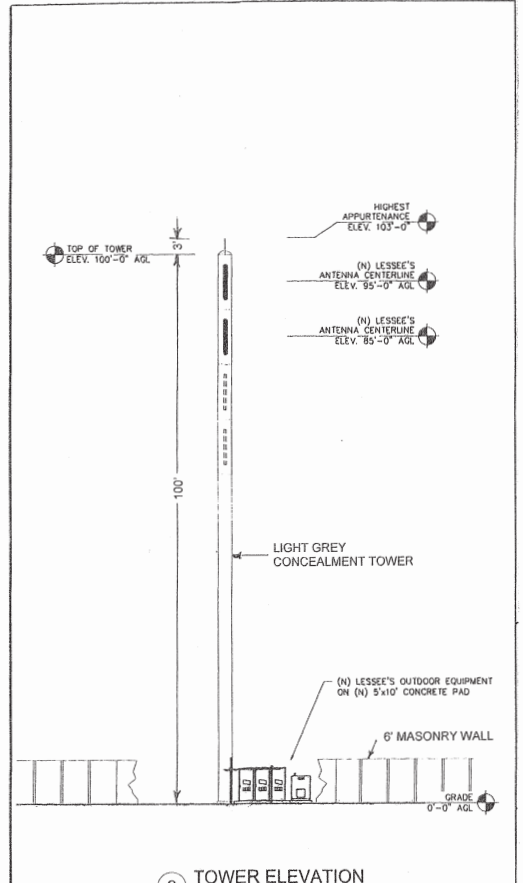 HIGHEST
APPURTENANCE
ELEV. 103'-0"
3'
TOP OF TOWER
ELEV. 100'-0" AGL
(N) LESSEE'S
ANTENNA CENTERLINE
ELEV. 95'-0" AGL
(N) LESSEE'S
ANTENNA CENTERLINE
ELEV. 85'-0" AGL
100'
LIGHT GREY
CONCEALMENT TOWER
(N) LESSEE'S OUTDOOR EQUIPMENT
ON (N) 5'x10' CONCRETE PAD
6' MASONRY WALL
GRADE
0'-0" AGL
TOWER ELEVATION